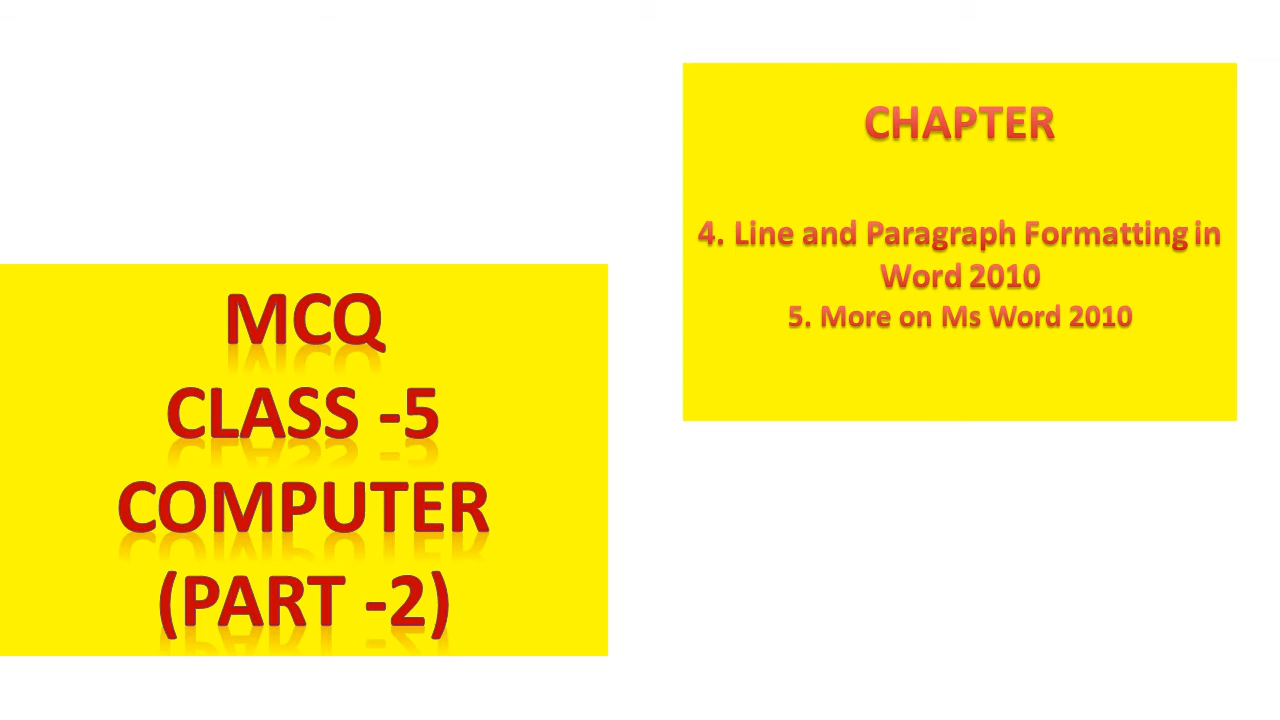 MCQ
CLASS -5
COMPUTER
(PART -2)
CHAPTER
4. Line and Paragraph Formatting in
Word 2010
5. More on Ms Word 2010